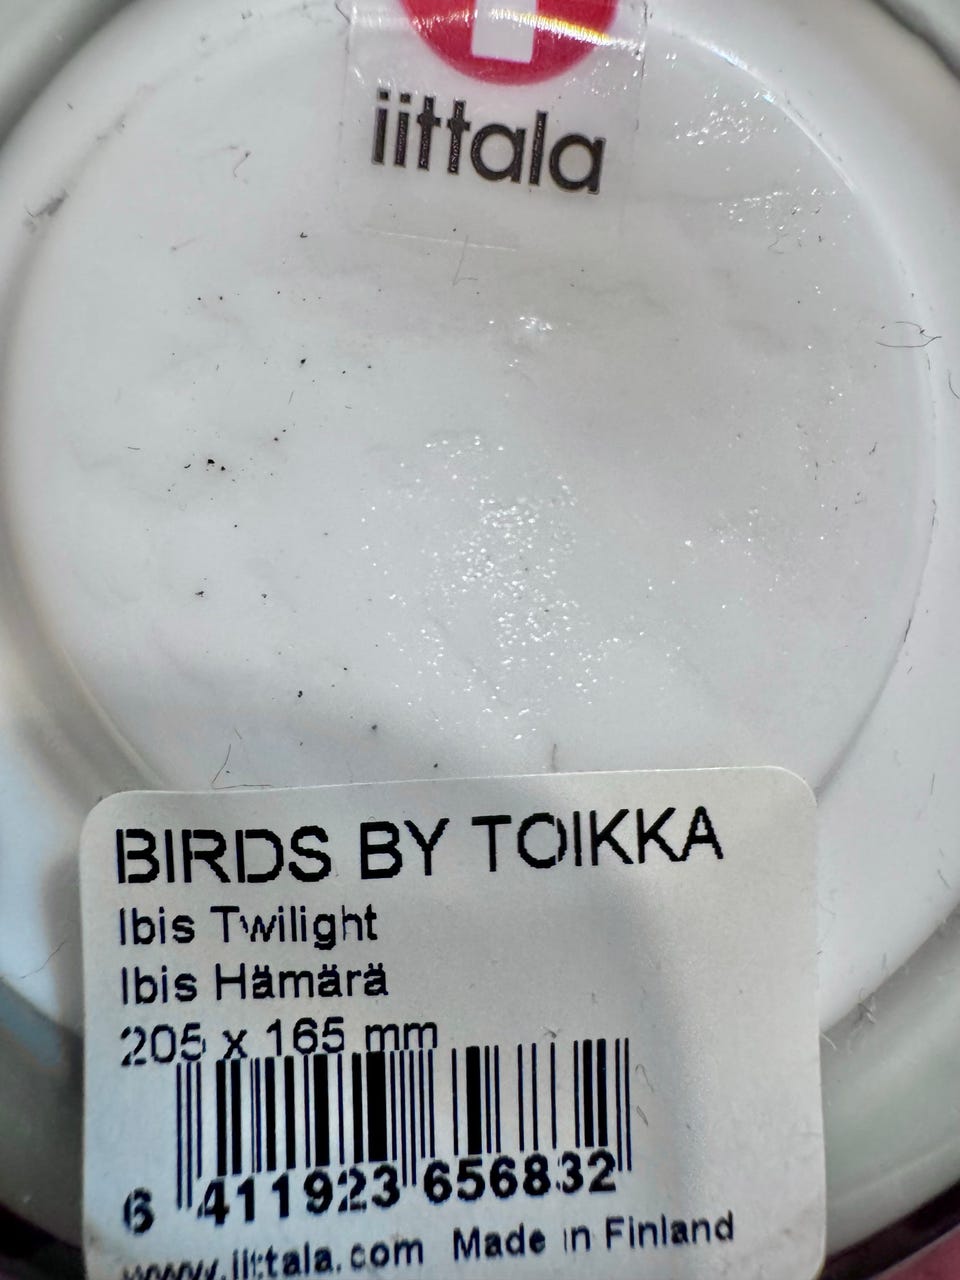 iittala
BIRDS BY TOIKKA
Ibis Twilight
Ibis Hämärä
205 x 165 mm
6 411923 656832
www.iittala.com Made in Finland